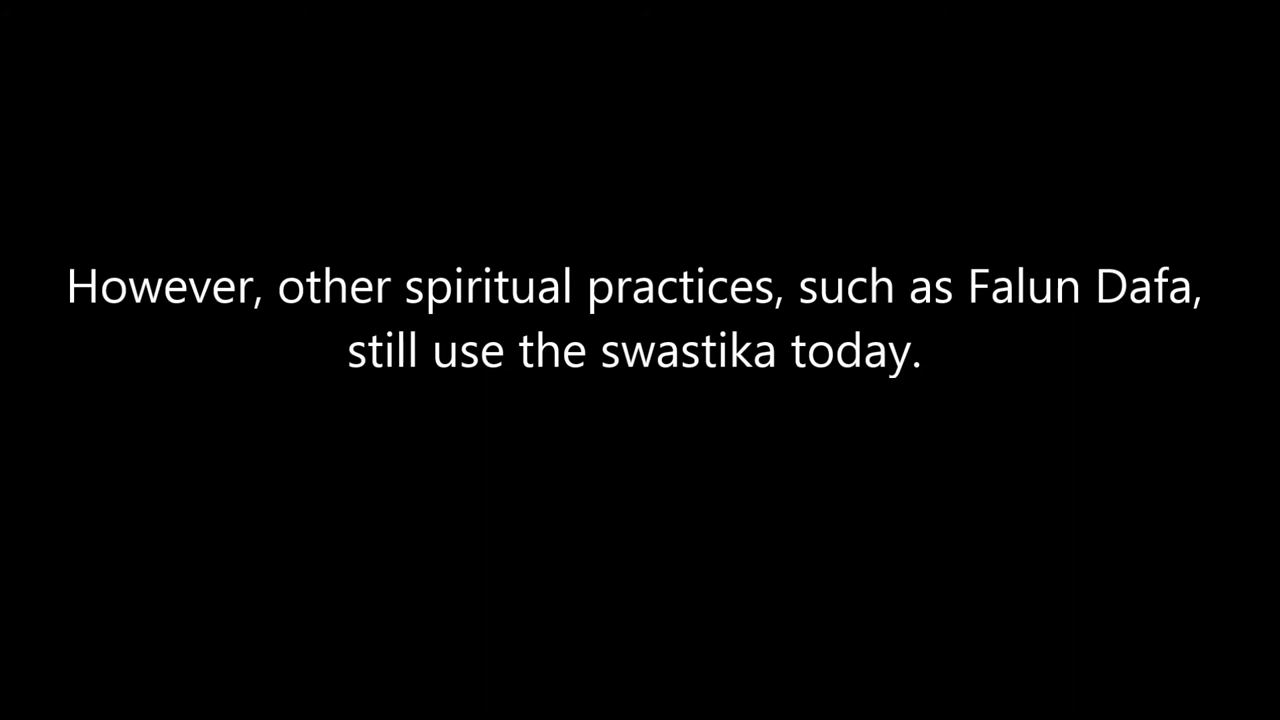 However, other spiritual practices, such as Falun Dafa,
still use the swastika today.